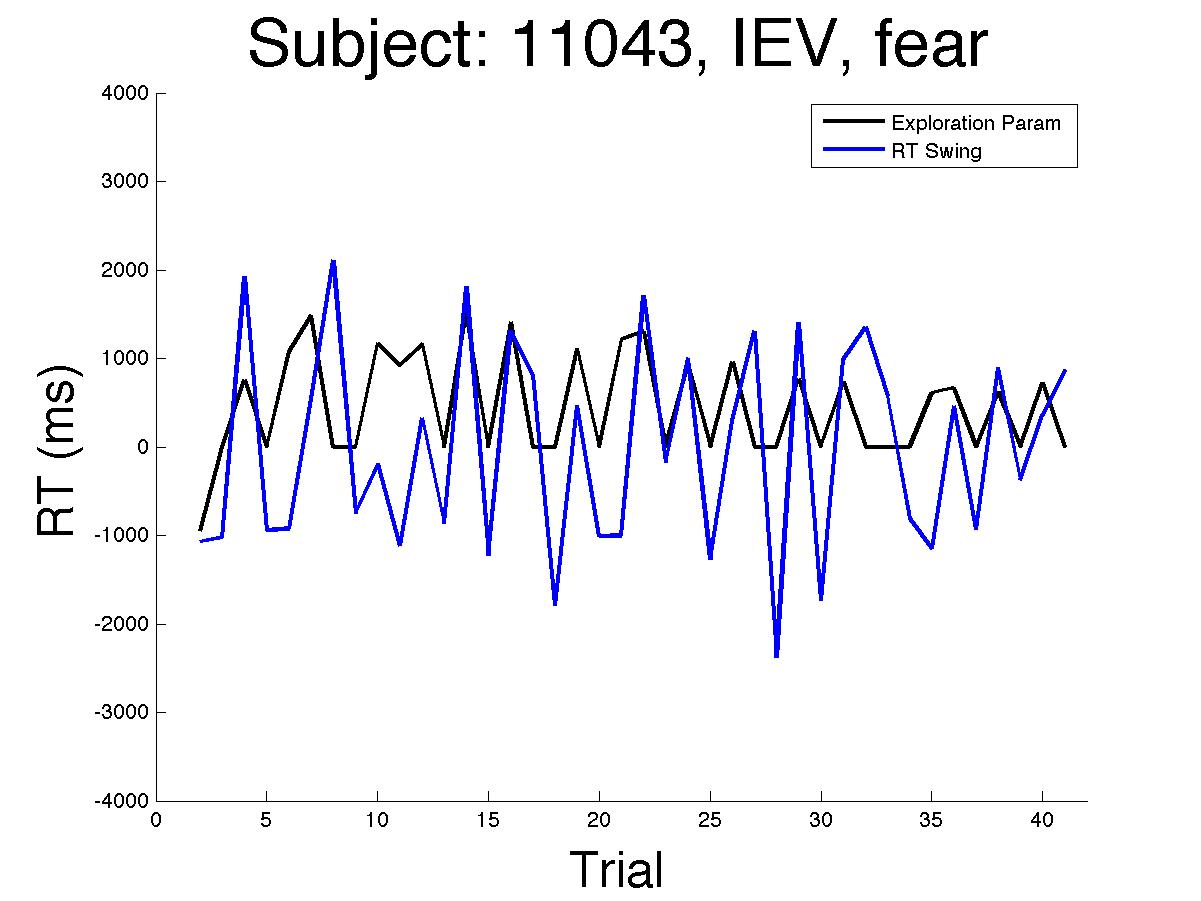 Subject: 11043, IEV, fear
4000
3000
2000
1000
0
-1000
-2000
-3000
-4000
RT (ms)
Exploration Param
RT Swing
0 5 10 15 20 25 30 35 40
Trial